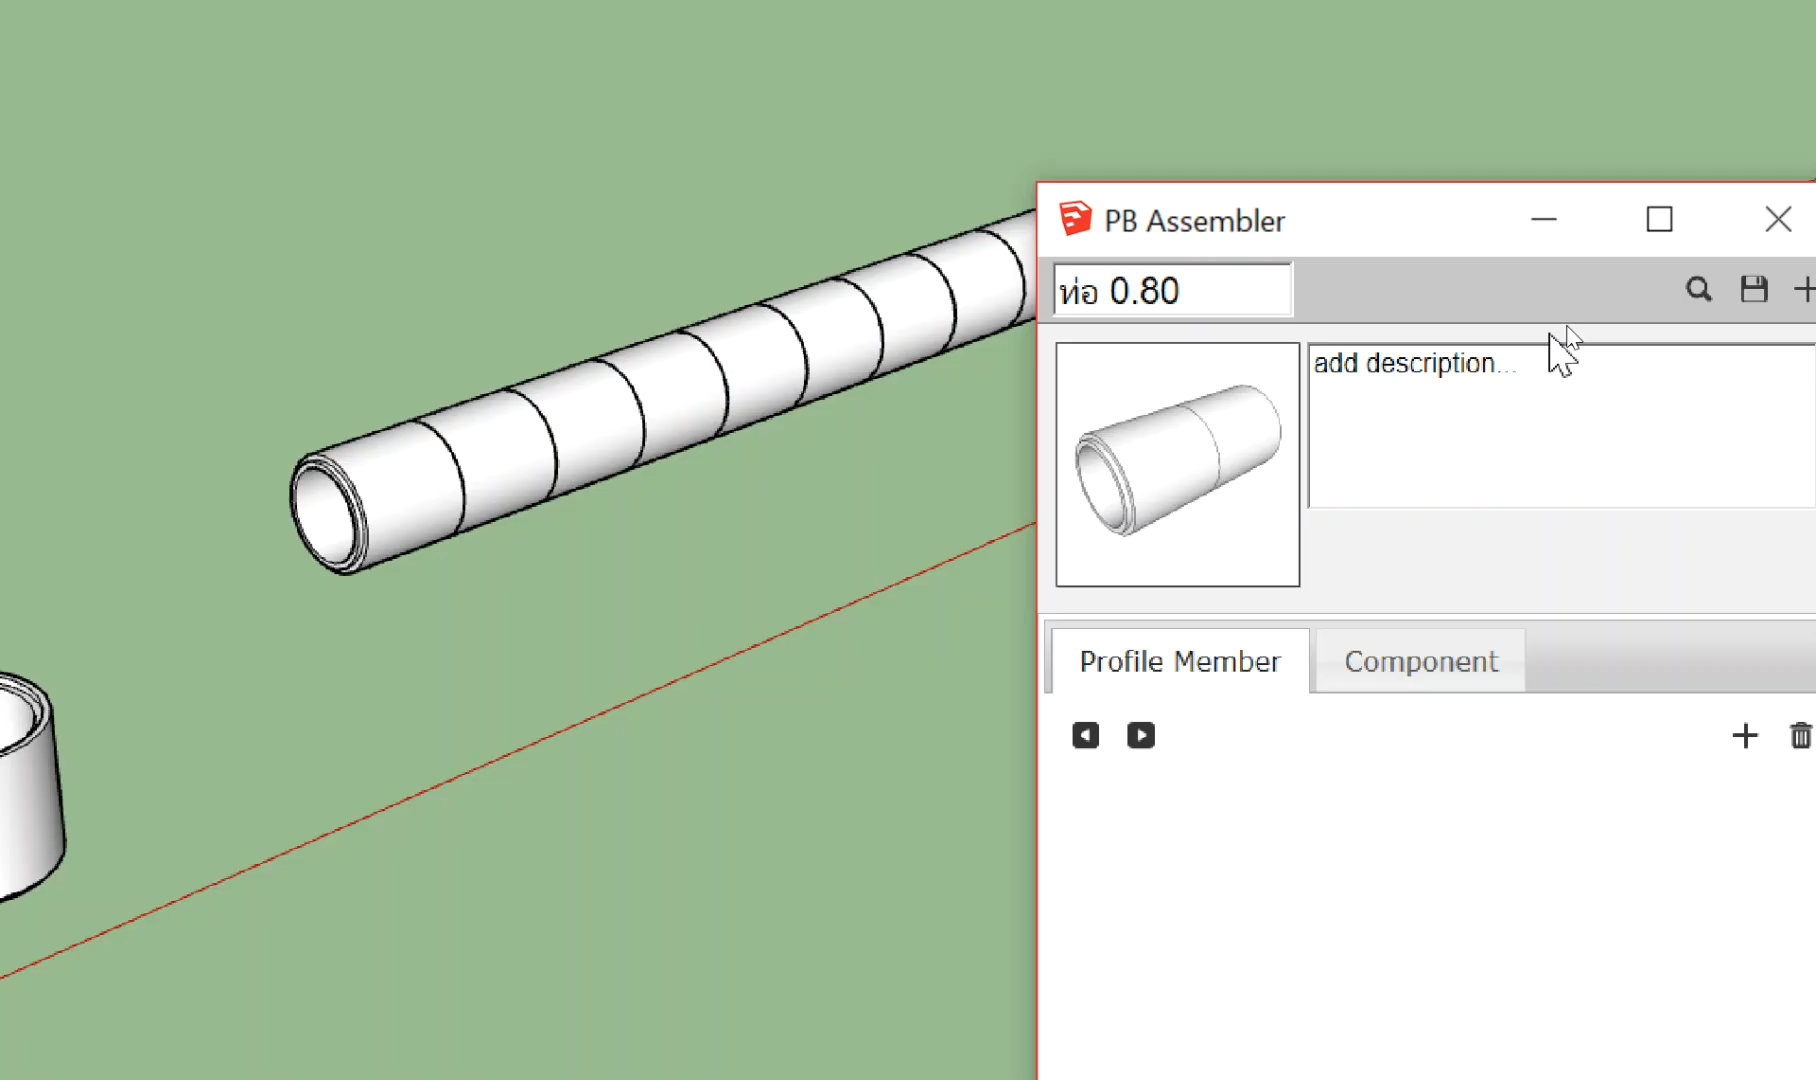 PB Assembler
ท่อ 0.80
add description...
Profile Member
Component